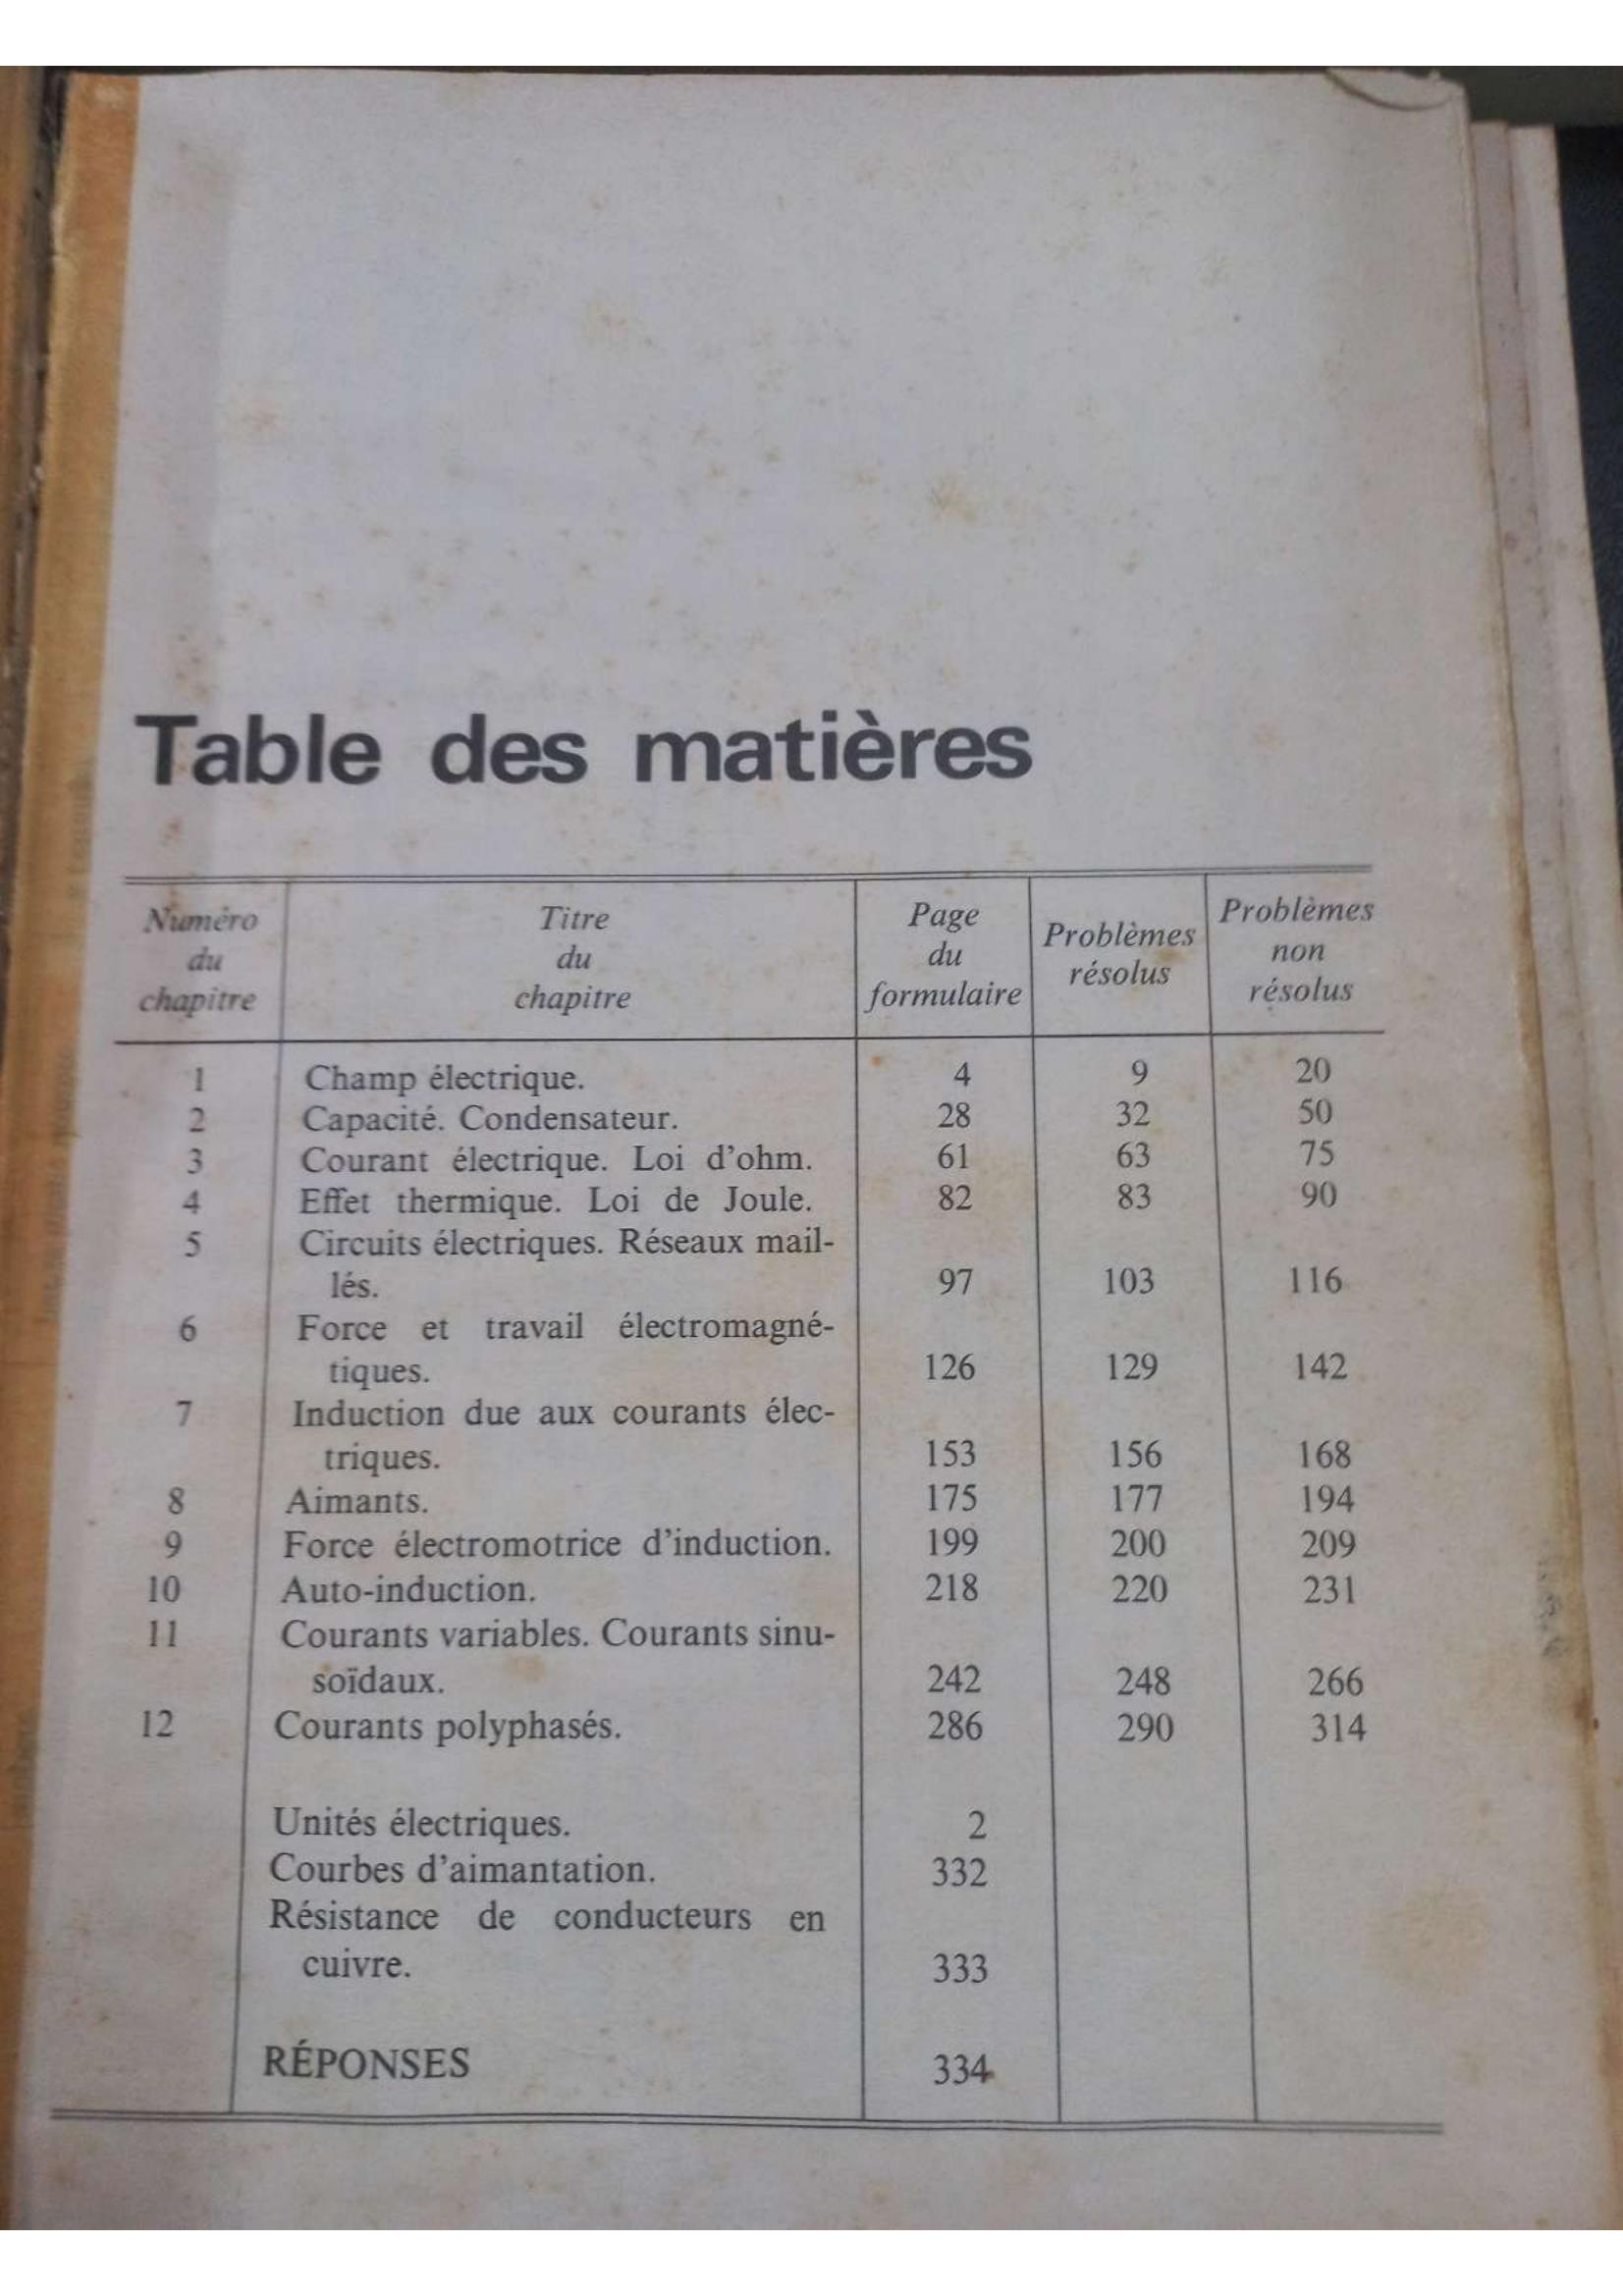 Table des matières
Numéro du chapitre | Titre du chapitre | Page du formulaire | Problèmes résolus | Problèmes non résolus
1 Champ électrique. 4 9 20
2 Capacité. Condensateur. 28 32 50
3 Courant électrique. Loi d'ohm. 61 63 75
4 Effet thermique. Loi de Joule. 82 83 90
5 Circuits électriques. Réseaux mail-
lés. 97 103 116
6 Force et travail électromagné-
tiques. 126 129 142
7 Induction due aux courants élec-
triques. 153 156 168
8 Aimants. 175 177 194
9 Force électromotrice d'induction. 199 200 209
10 Auto-induction. 218 220 231
11 Courants variables. Courants sinu-
soïdaux. 242 248 266
12 Courants polyphasés. 286 290 314
Unités électriques. 2
Courbes d'aimantation. 332
Résistance de conducteurs en
cuivre. 333
RÉPONSES 334